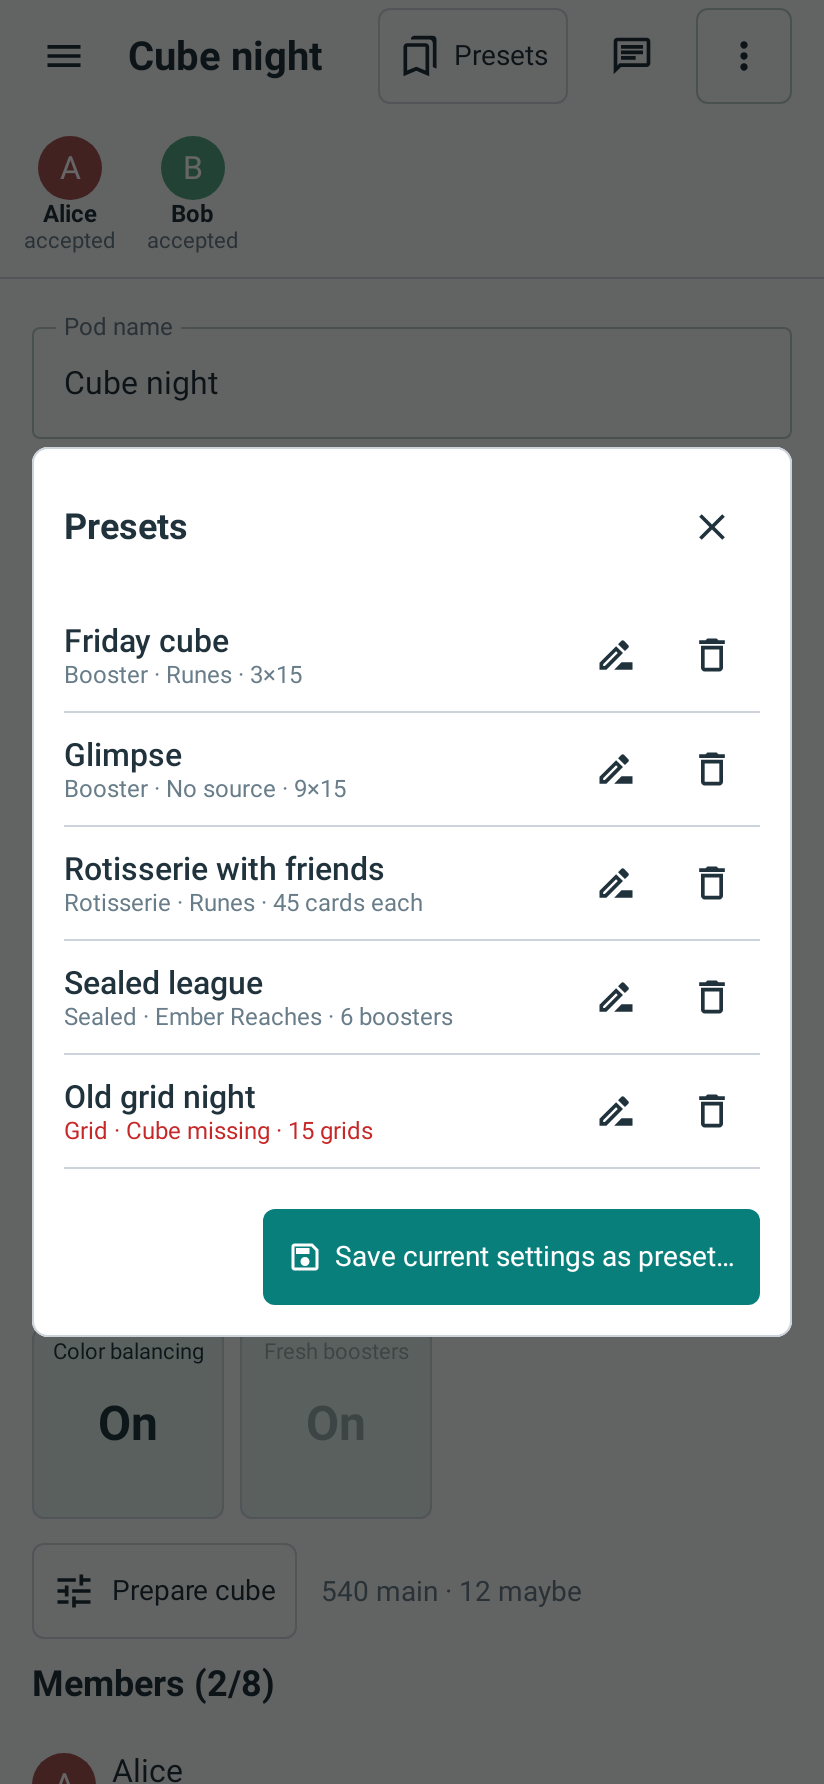 Cube night
Presets
A
B
Alice
Bob
accepted
accepted
Pod name
Cube night
Presets
Friday cube
Booster · Runes · 3×15
Glimpse
Booster · No source · 9×15
Rotisserie with friends
Rotisserie · Runes · 45 cards each
Sealed league
Sealed · Ember Reaches · 6 boosters
Old grid night
Grid · Cube missing · 15 grids
Save current settings as preset...
Color balancing
Fresh boosters
On
On
Prepare cube
540 main · 12 maybe
Members (2/8)
Alice
A